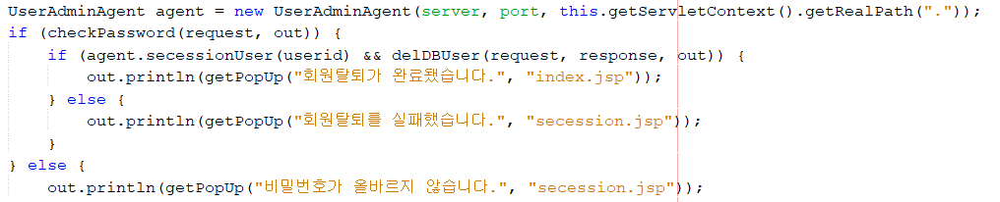 UserAdminAgent agent = new UserAdminAgent(server, port, this.getServletContext().getRealPath("."));
if (checkPassword(request, out)) {
if (agent.secessionUser(userid) && delDBUser(request, response, out)) {
out.println(getPopUp("회원탈퇴가 완료됐습니다.", "index.jsp"));
} else {
out.println(getPopUp("회원탈퇴를 실패했습니다.", "secession.jsp"));
}
} else {
out.println(getPopUp("비밀번호가 올바르지 않습니다.", "secession.jsp"));